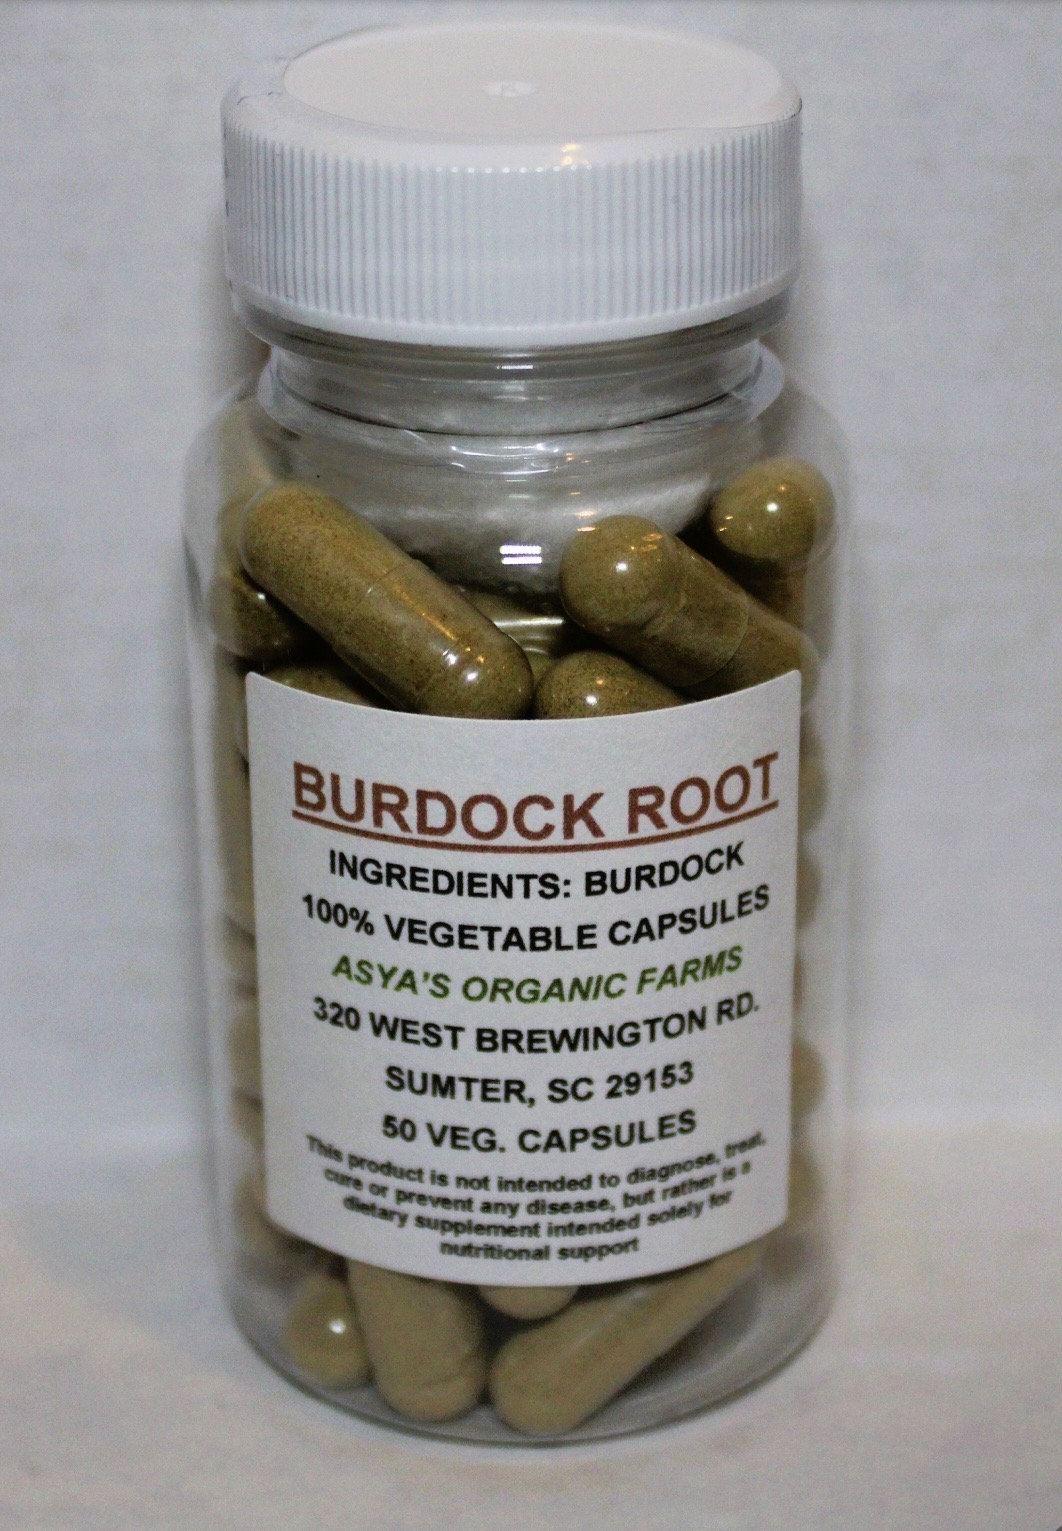 BURDOCK ROOT
INGREDIENTS: BURDOCK
100% VEGETABLE CAPSULES
ASYA'S ORGANIC FARMS
320 WEST BREWINGTON RD.
SUMTER, SC 29153
50 VEG. CAPSULES
This product is not intended to diagnose, treat,
cure or prevent any disease, but rather is a
dietary supplement intended solely for
nutritional support